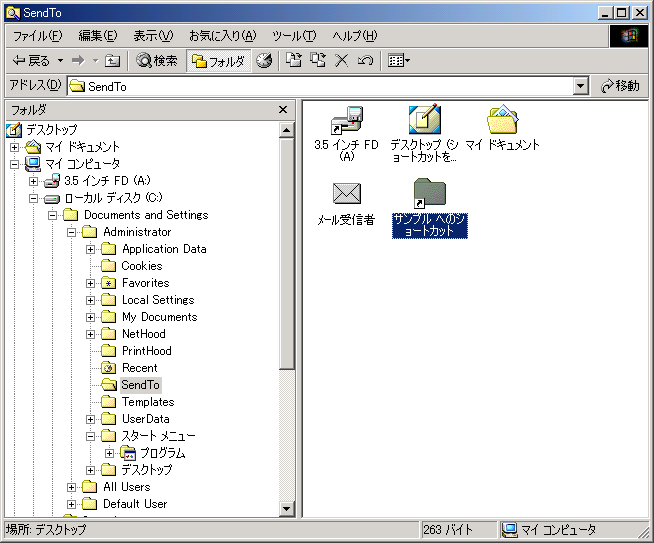 SendTo
ファイル(F) 編集(E) 表示(V) お気に入り(A) ツール(T) ヘルプ(H)
戻る 検索 フォルダ
アドレス(D) SendTo 移動
フォルダ
デスクトップ
マイ ドキュメント
マイ コンピュータ
3.5 インチ FD (A:)
ローカル ディスク (C:)
Documents and Settings
Administrator
Application Data
Cookies
Favorites
Local Settings
My Documents
NetHood
PrintHood
Recent
SendTo
Templates
UserData
スタート メニュー
プログラム
デスクトップ
All Users
Default User
3.5 インチ FD
(A)
デスクトップ (シ
ョートカットを...
マイ ドキュメント
メール受信者
サンプル へのシ
ョートカット
場所: デスクトップ 263 バイト マイ コンピュータ